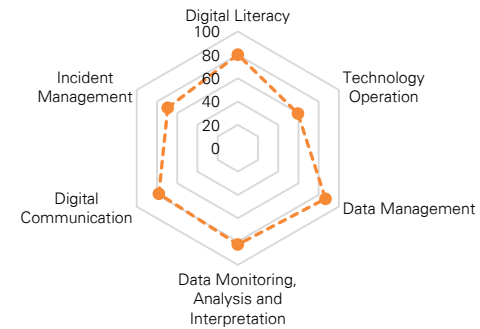 Digital Literacy
100
80
60
40
20
0
Technology
Operation
Data Management
Data Monitoring,
Analysis and
Interpretation
Digital
Communication
Incident
Management